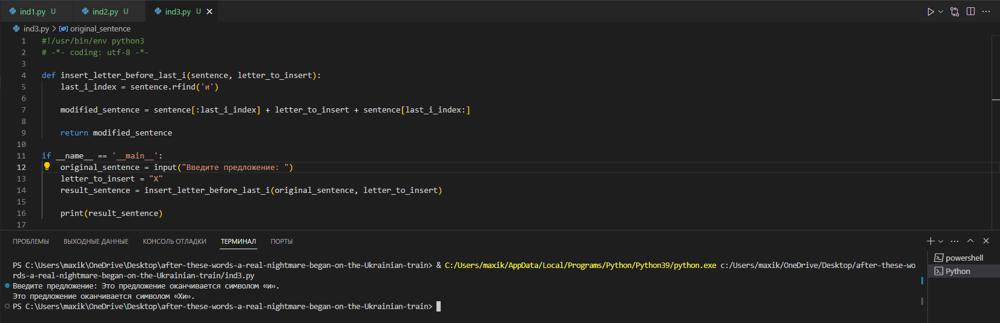 ind1.py U ind2.py U ind3.py U
ind3.py > original_sentence
1 #!/usr/bin/env python3
2 # -*- coding: utf-8 -*-
3
4 def insert_letter_before_last_i(sentence, letter_to_insert):
5 last_i_index = sentence.rfind('и')
6
7 modified_sentence = sentence[:last_i_index] + letter_to_insert + sentence[last_i_index:]
8
9 return modified_sentence
10
11 if __name__ == '__main__':
12 original_sentence = input("Введите предложение: ")
13 letter_to_insert = "X"
14 result_sentence = insert_letter_before_last_i(original_sentence, letter_to_insert)
15
16 print(result_sentence)
17
ПРОБЛЕМЫ ВЫХОДНЫЕ ДАННЫЕ КОНСОЛЬ ОТЛАДКИ ТЕРМИНАЛ ПОРТЫ
PS C:\Users\maxik\OneDrive\Desktop\after-these-words-a-real-nightmare-began-on-the-Ukrainian-train> & C:/Users/maxik/AppData/Local/Programs/Python/Python39/python.exe c:/Users/maxik/OneDrive/Desktop/after-these-wo
rds-a-real-nightmare-began-on-the-Ukrainian-train/ind3.py
Введите предложение: Это предложение оканчивается символом «и».
Это предложение оканчивается символом «Xи».
PS C:\Users\maxik\OneDrive\Desktop\after-these-words-a-real-nightmare-began-on-the-Ukrainian-train>
powershell
Python